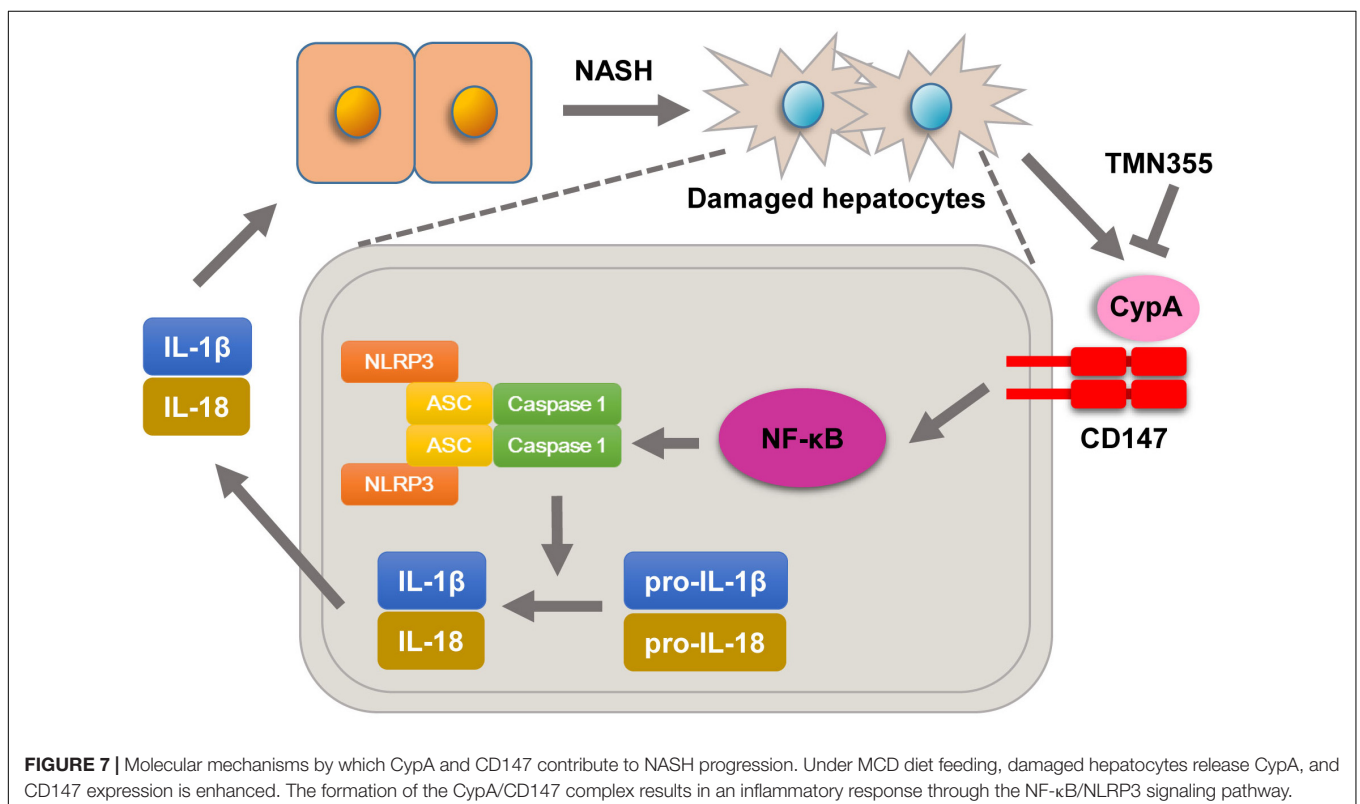 NASH
Damaged hepatocytes
TMN355
CypA
CD147
IL-1β
IL-18
NLRP3
ASC Caspase 1
ASC Caspase 1
NLRP3
NF-κB
IL-1β
IL-18
pro-IL-1β
pro-IL-18
FIGURE 7 | Molecular mechanisms by which CypA and CD147 contribute to NASH progression. Under MCD diet feeding, damaged hepatocytes release CypA, and
CD147 expression is enhanced. The formation of the CypA/CD147 complex results in an inflammatory response through the NF-κB/NLRP3 signaling pathway.